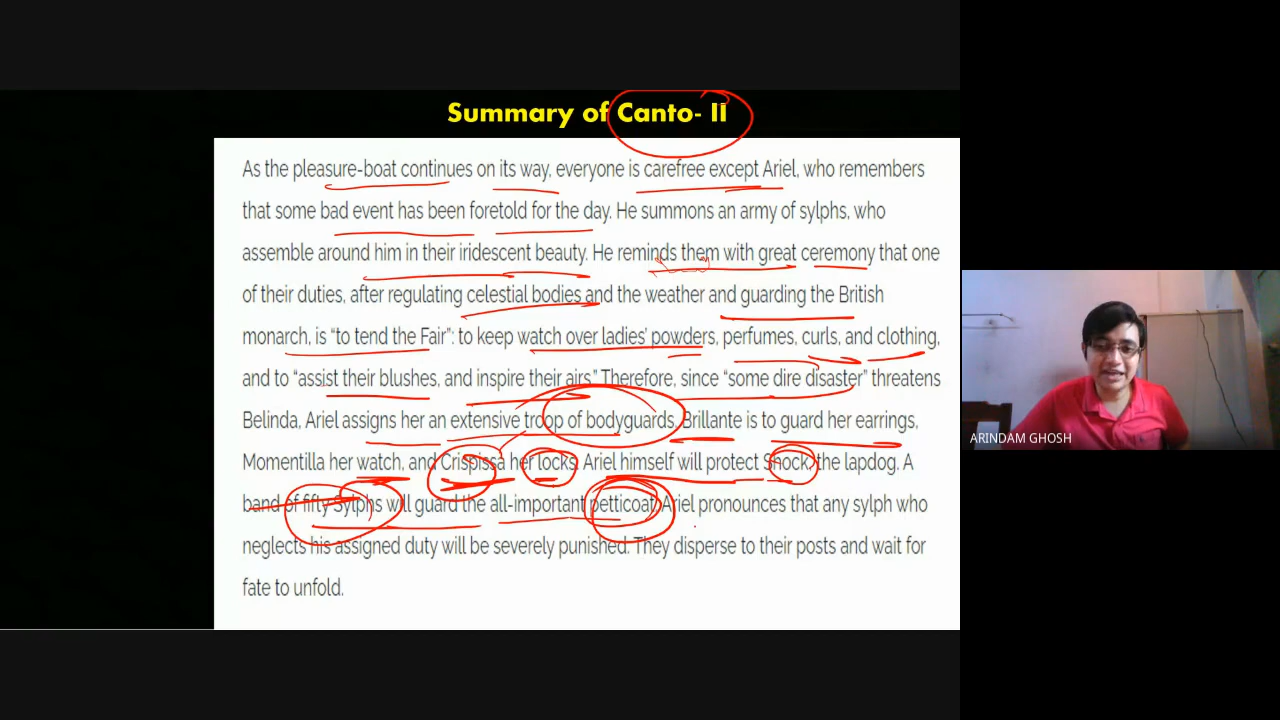 Summary of Canto- II
As the pleasure-boat continues on its way, everyone is carefree except Ariel, who remembers
that some bad event has been foretold for the day. He summons an army of sylphs, who
assemble around him in their iridescent beauty. He reminds them with great ceremony that one
of their duties, after regulating celestial bodies and the weather and guarding the British
monarch, is “to tend the Fair”: to keep watch over ladies’ powders, perfumes, curls, and clothing,
and to “assist their blushes, and inspire their airs.” Therefore, since “some dire disaster” threatens
Belinda, Ariel assigns her an extensive troop of bodyguards. Brillante is to guard her earrings,
Momentilla her watch, and Crispissa her locks. Ariel himself will protect Shock, the lapdog. A
band of fifty Sylphs will guard the all-important petticoat. Ariel pronounces that any sylph who
neglects his assigned duty will be severely punished. They disperse to their posts and wait for
fate to unfold.
ARINDAM GHOSH